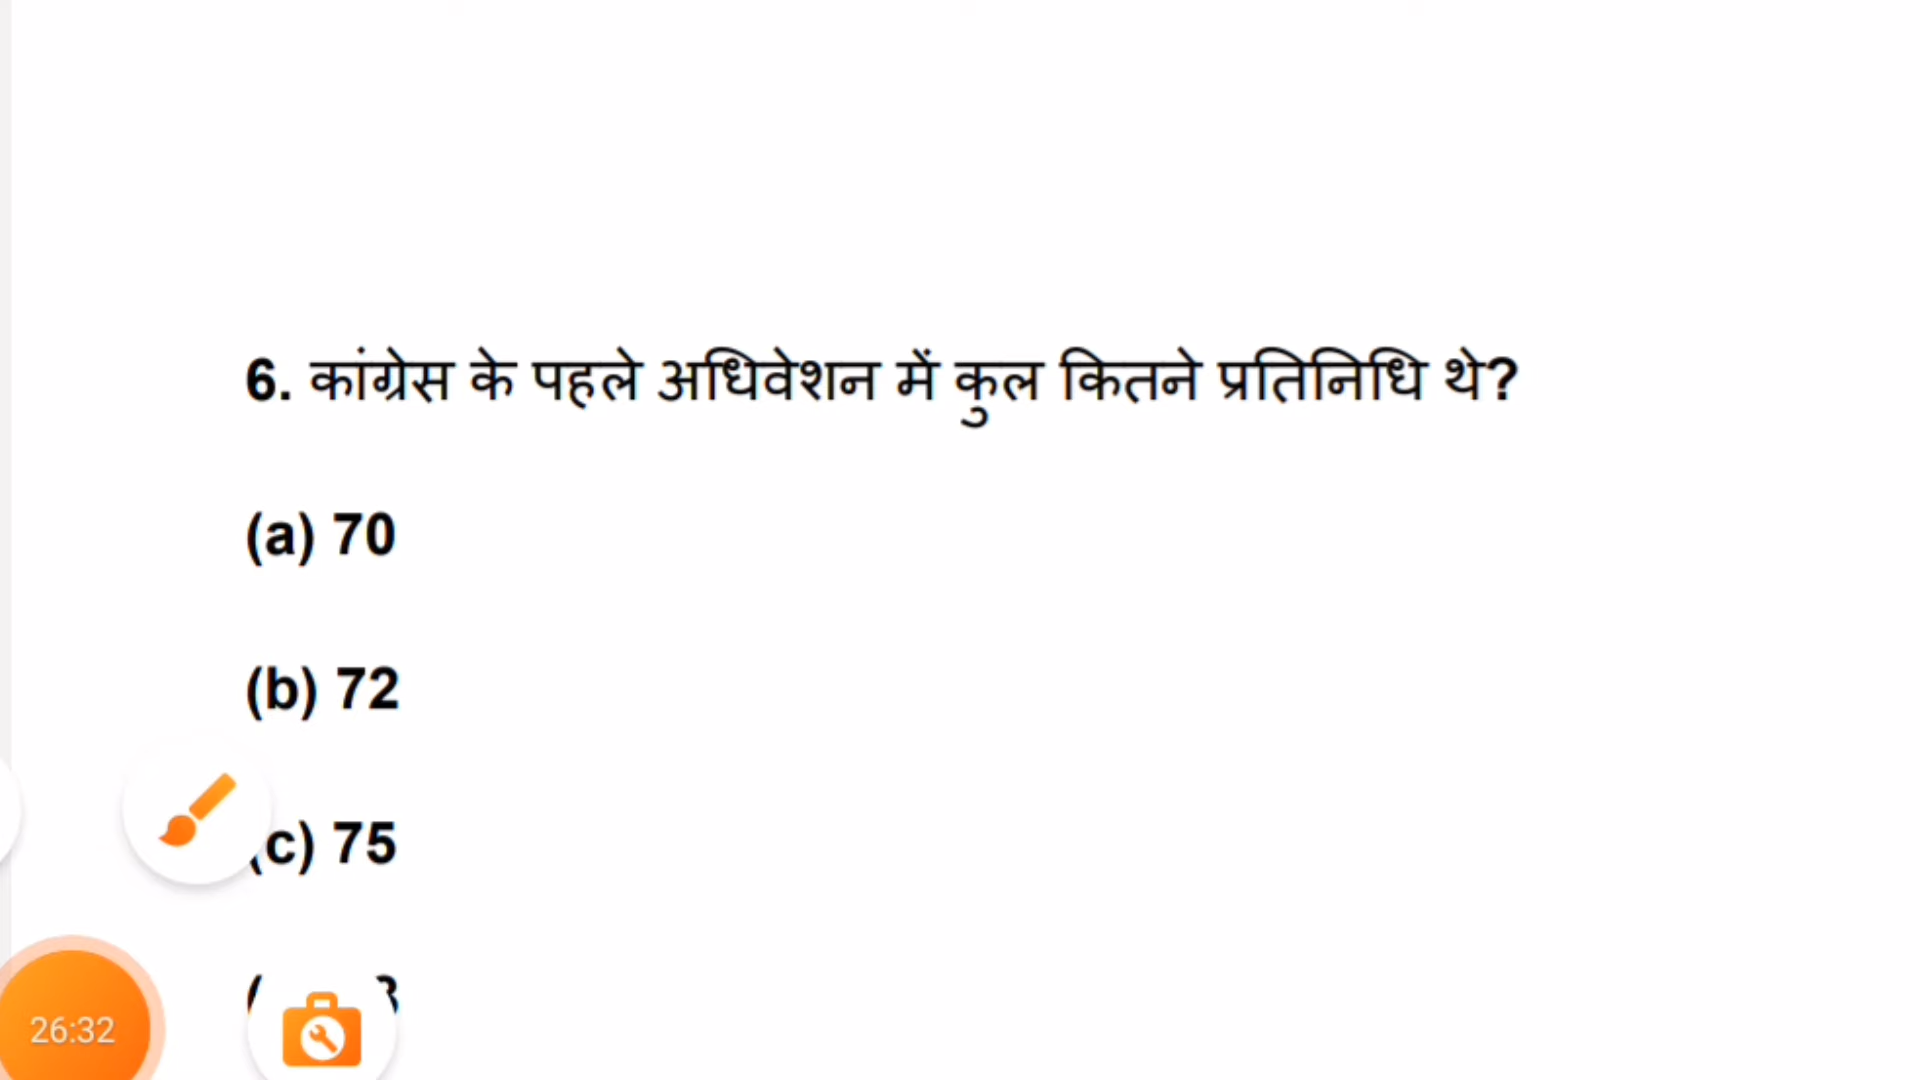 6. कांग्रेस के पहले अधिवेशन में कुल कितने प्रतिनिधि थे?
(a) 70
(b) 72
(c) 75
26:32